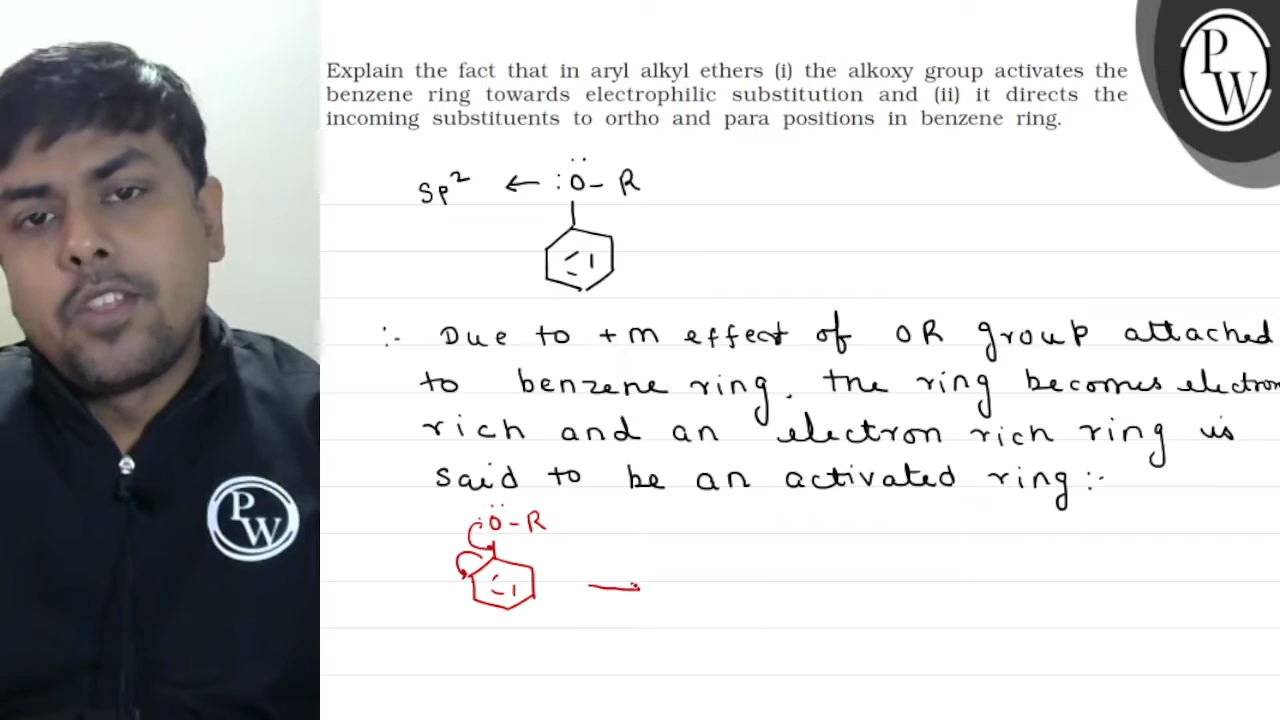 Explain the fact that in aryl alkyl ethers (i) the alkoxy group activates the
benzene ring towards electrophilic substitution and (ii) it directs the
incoming substituents to ortho and para positions in benzene ring.
PW
Sp² ← :Ö - R
:- Due to +m effect of OR group attached
to benzene ring. the ring becomes electron
rich and an electron rich ring is
said to be an activated ring :-
PW
:Ö - R